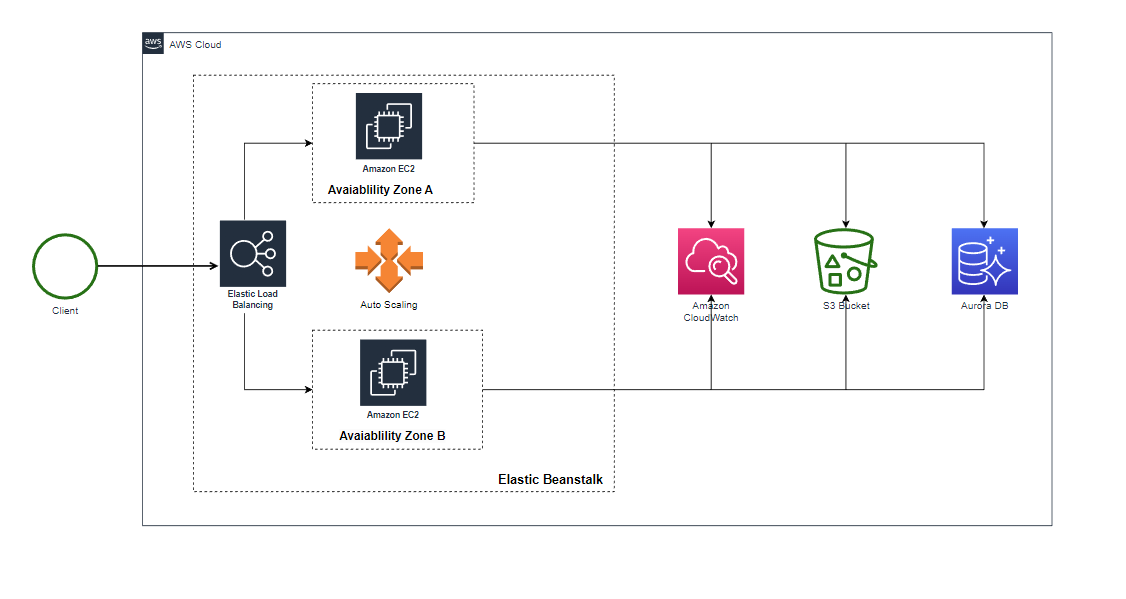 aws
AWS Cloud
Amazon EC2
Avaiablility Zone A
Elastic Load
Balancing
Client
Auto Scaling
Amazon
CloudWatch
S3 Bucket
Aurora DB
Amazon EC2
Avaiablility Zone B
Elastic Beanstalk